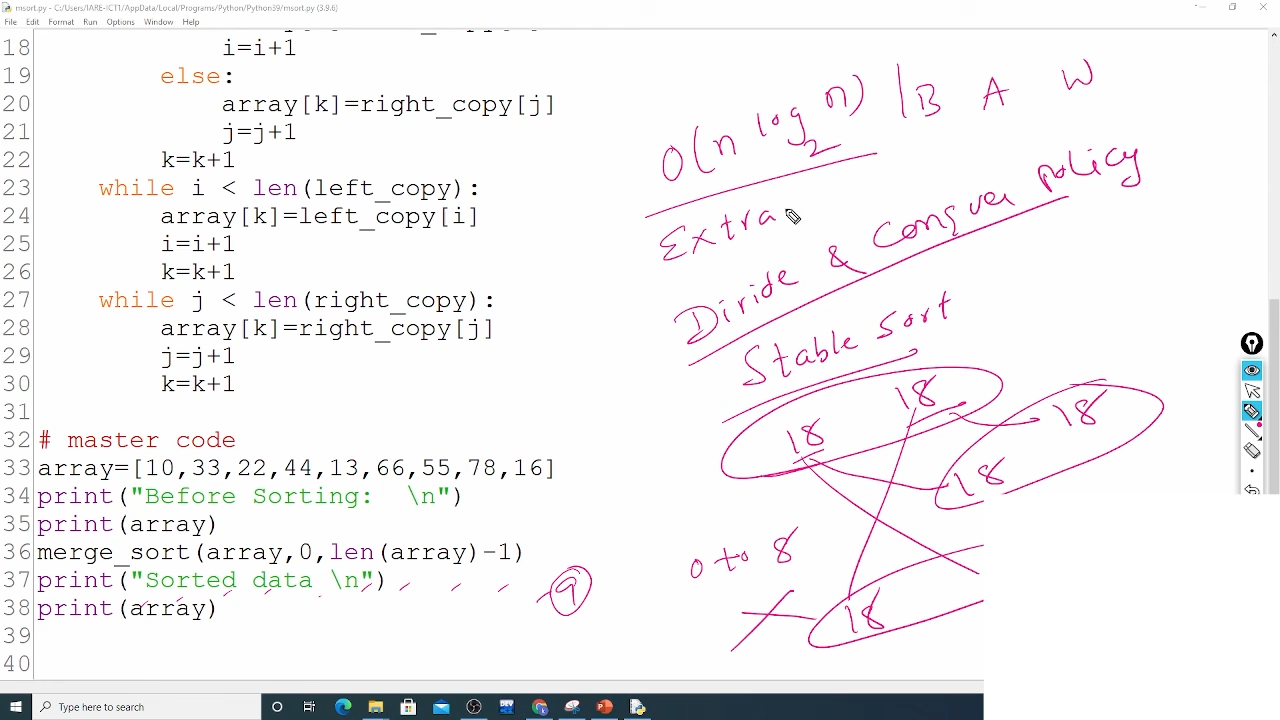 msort.py - C:/Users/IARE-ICT1/AppData/Local/Programs/Python/Python39/msort.py (3.9.6)
File Edit Format Run Options Window Help
18 i=i+1
19 else:
20 array[k]=right_copy[j]
21 j=j+1
22 k=k+1
23 while i < len(left_copy):
24 array[k]=left_copy[i]
25 i=i+1
26 k=k+1
27 while j < len(right_copy):
28 array[k]=right_copy[j]
29 j=j+1
30 k=k+1
31
32 # master code
33 array=[10,33,22,44,13,66,55,78,16]
34 print("Before Sorting:  \n")
35 print(array)
36 merge_sort(array,0,len(array)-1)
37 print("Sorted data \n")
38 print(array)
39
40
O(n log2 n) | B A W
Extra
Divide & Conquer policy
Stable sort
18 18
18 18
0 to 8
18
9
Type here to search